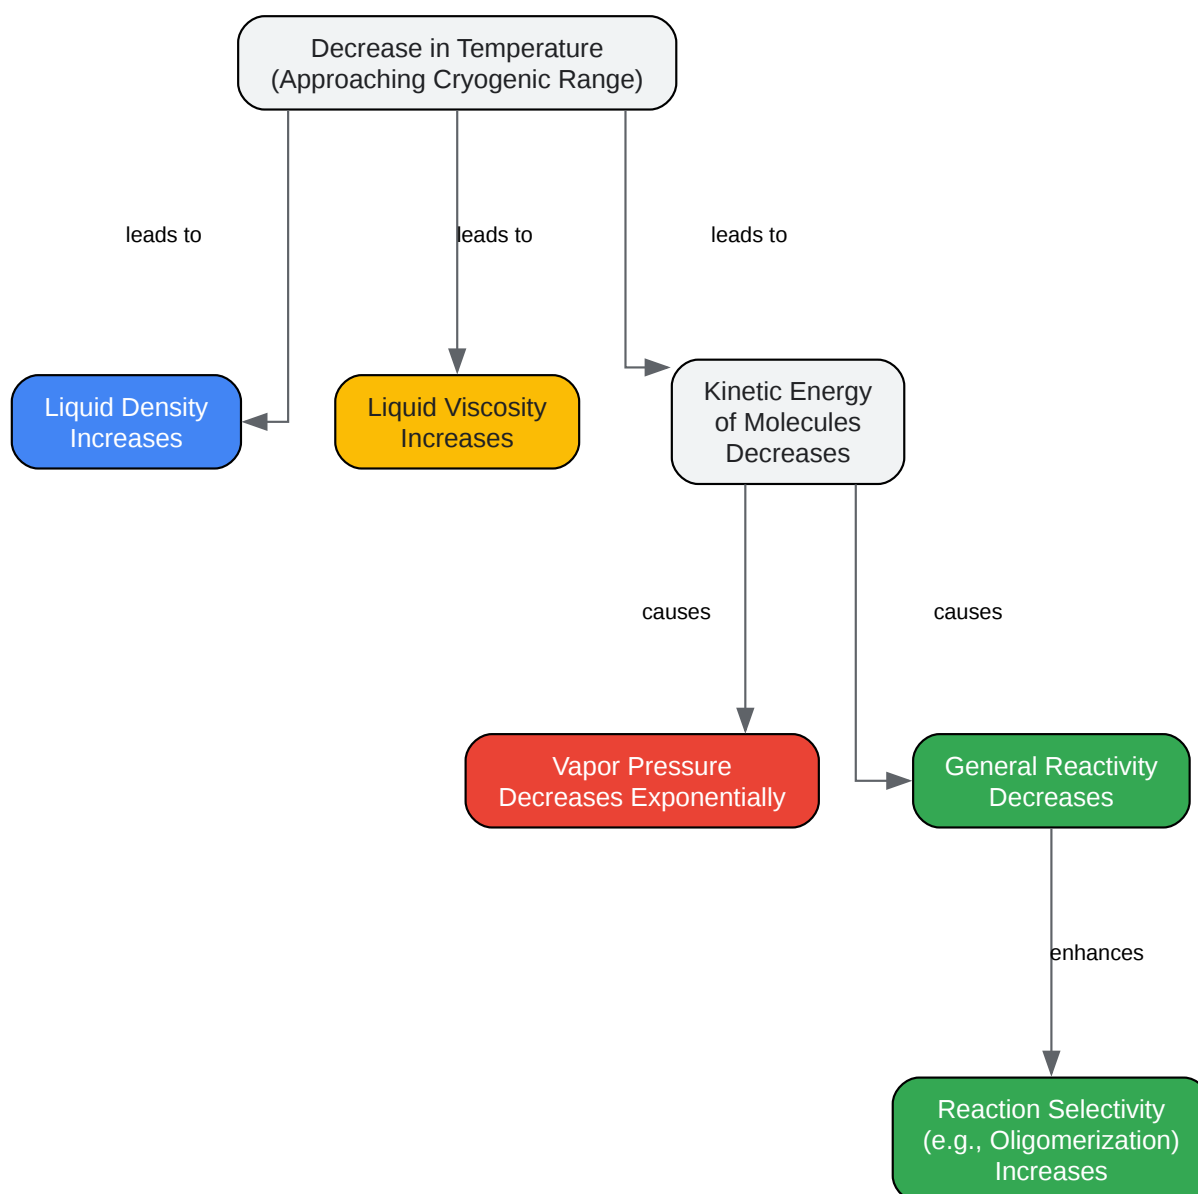 Decrease in Temperature
(Approaching Cryogenic Range)
leads to
leads to
leads to
Liquid Density
Increases
Liquid Viscosity
Increases
Kinetic Energy
of Molecules
Decreases
causes
causes
Vapor Pressure
Decreases Exponentially
General Reactivity
Decreases
enhances
Reaction Selectivity
(e.g., Oligomerization)
Increases